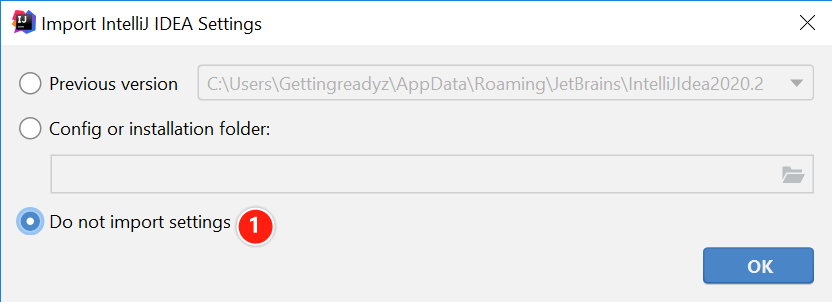 Import IntelliJ IDEA Settings
Previous version C:\Users\Gettingreadyz\AppData\Roaming\JetBrains\IntelliJIdea2020.2
Config or installation folder:
Do not import settings 1
OK